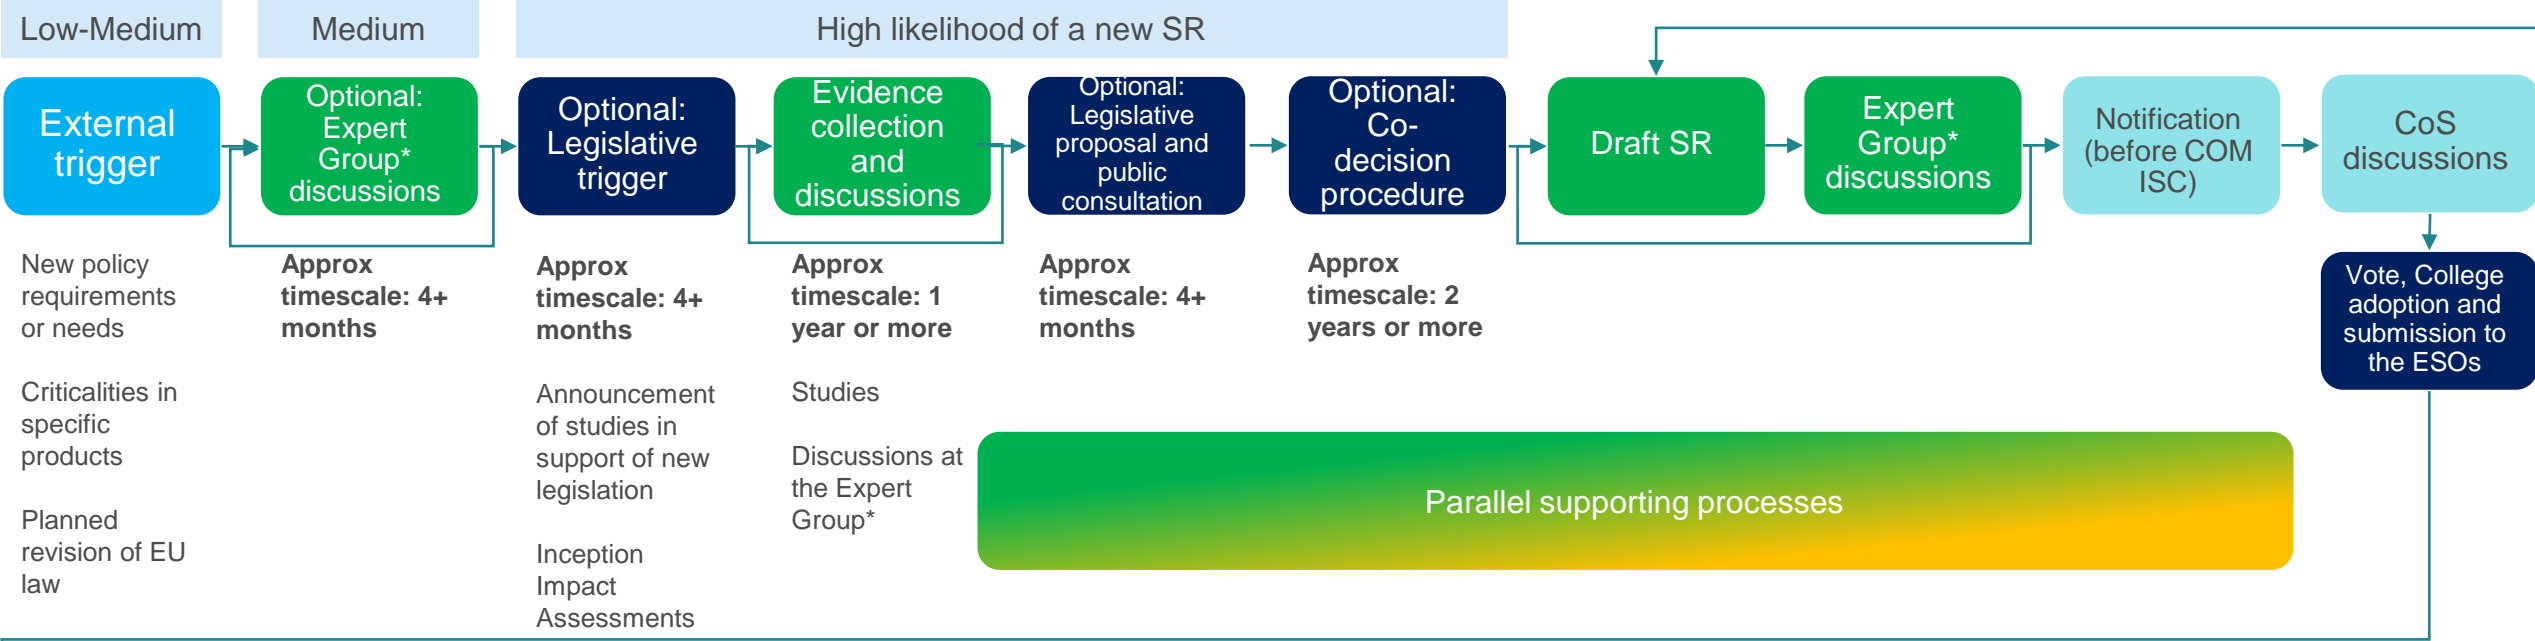 Low-Medium
Medium
High likelihood of a new SR
External
trigger
Optional:
Expert
Group*
discussions
Optional:
Legislative
trigger
Evidence
collection
and
discussions
Optional:
Legislative
proposal and
public
consultation
Optional:
Co-
decision
procedure
Draft SR
Expert
Group*
discussions
Notification
(before COM
ISC)
CoS
discussions
Vote, College
adoption and
submission to
the ESOs
New policy
requirements
or needs
Criticalities in
specific
products
Planned
revision of EU
law
Approx
timescale: 4+
months
Approx
timescale: 4+
months
Announcement
of studies in
support of new
legislation
Inception
Impact
Assessments
Approx
timescale: 1
year or more
Studies
Discussions at
the Expert
Group*
Approx
timescale: 4+
months
Approx
timescale: 2
years or more
Parallel supporting processes